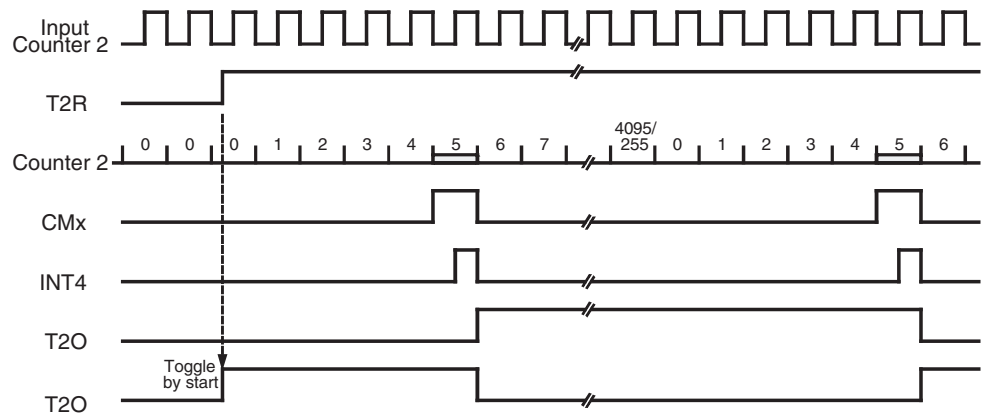 Input
Counter 2
T2R
4095/
Counter 2 0 0 0 1 2 3 4 5 6 7 255 0 1 2 3 4 5 6
CMx
INT4
T2O
Toggle
by start
T2O